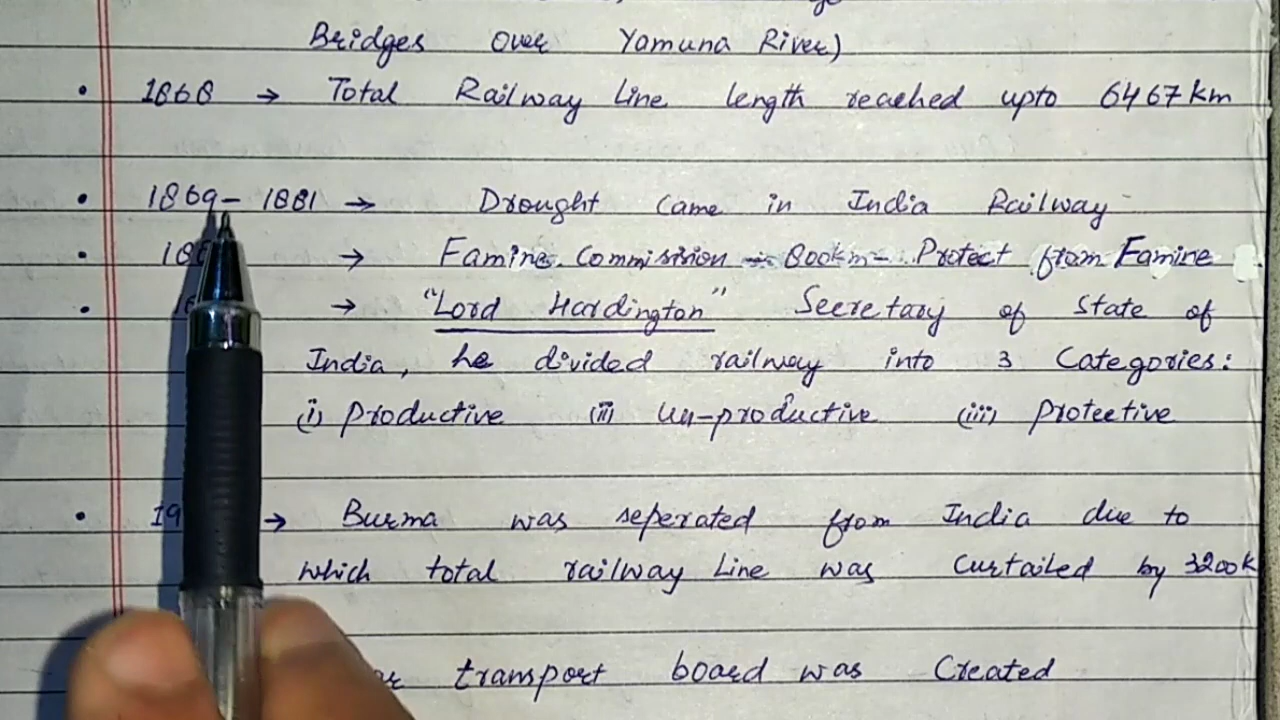 Bridges over Yamuna River)
• 1868 → Total Railway Line length reached upto 6467 km
• 1869 - 1881 → Drought came in India Railway
• → Famine Commission - 800km - Protect from Famine
• → "Lord Hardington" Secretary of State of
India, he divided railway into 3 Categories:
(i) Productive (ii) Un-productive (iii) Protective
• 19 → Burma was seperated from India due to
which total railway Line was Curtailed by 3200k
transport board was Created